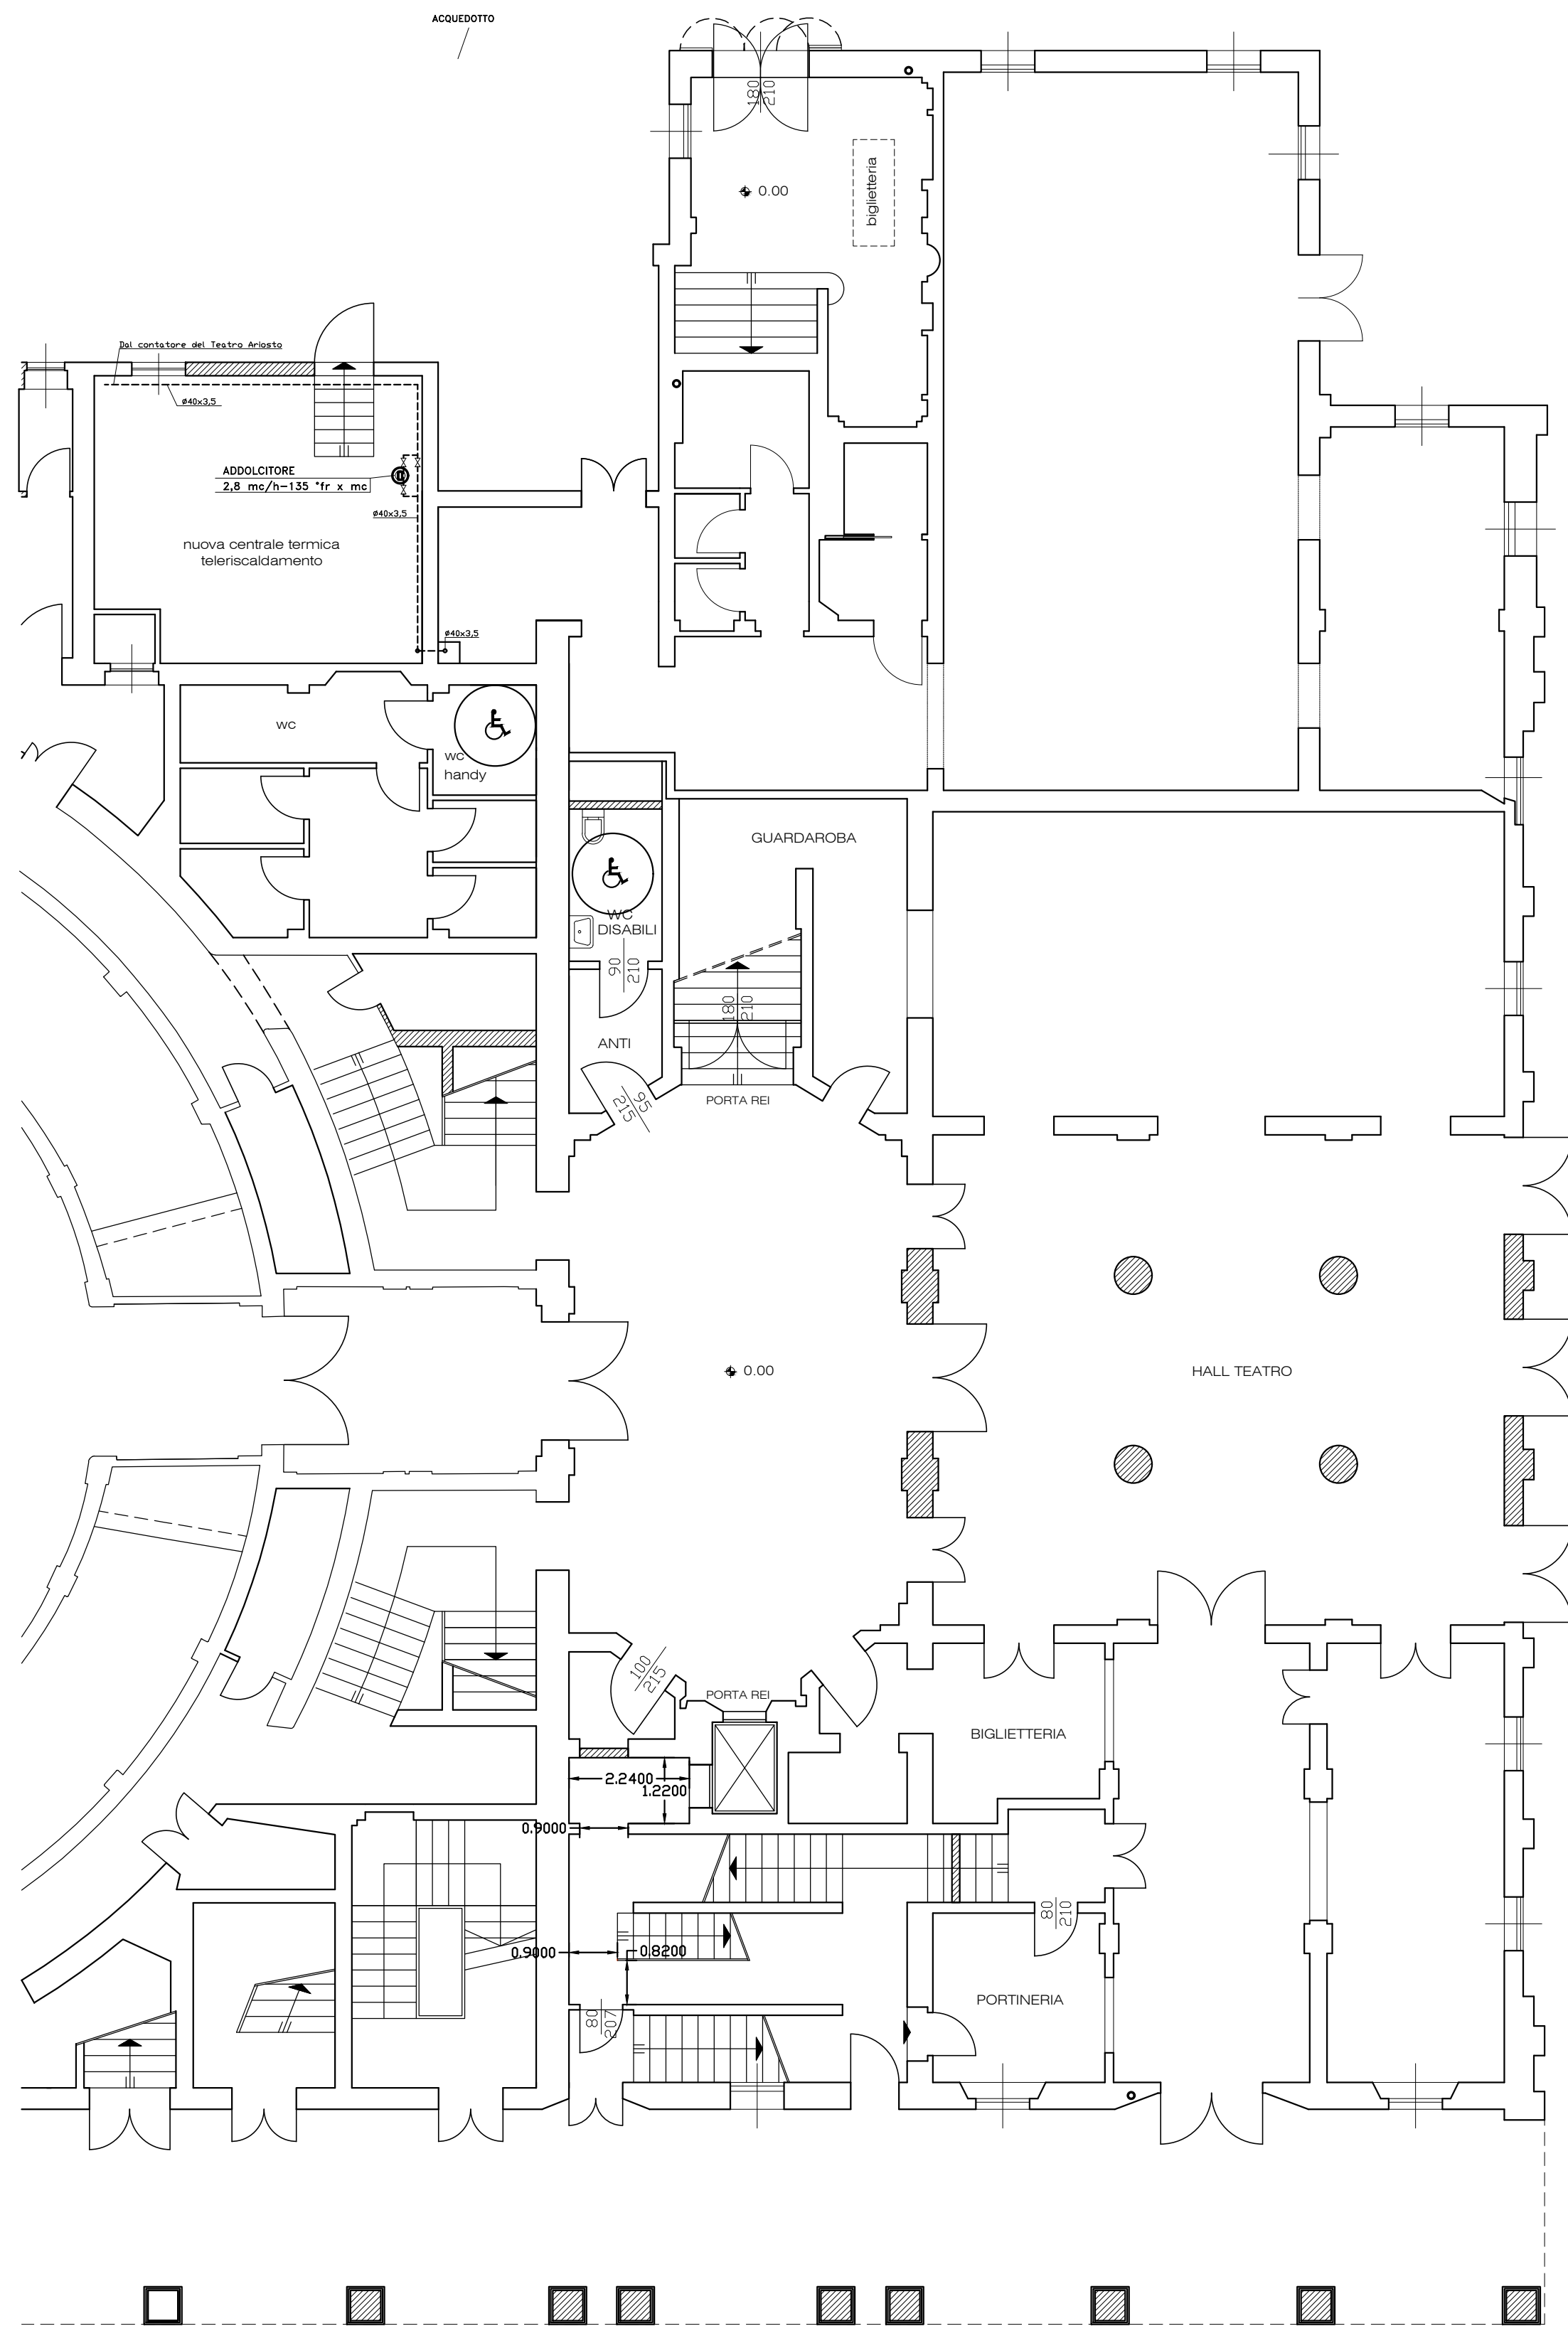 ACQUEDOTTO
180
210
biglietteria
0.00
Dal contatore del Teatro Ariosto
ø40x3,5
ADDOLCITORE
2,8 mc/h-135 °fr x mc
ø40x3,5
nuova centrale termica
teleriscaldamento
ø40x3,5
wc
wc
handy
GUARDAROBA
WC
DISABILI
90
210
180
210
ANTI
95
215
PORTA REI
0.00
HALL TEATRO
100
215
PORTA REI
BIGLIETTERIA
2.2400
1.2200
0.9000
80
210
0.9000
0.8200
PORTINERIA
80
207